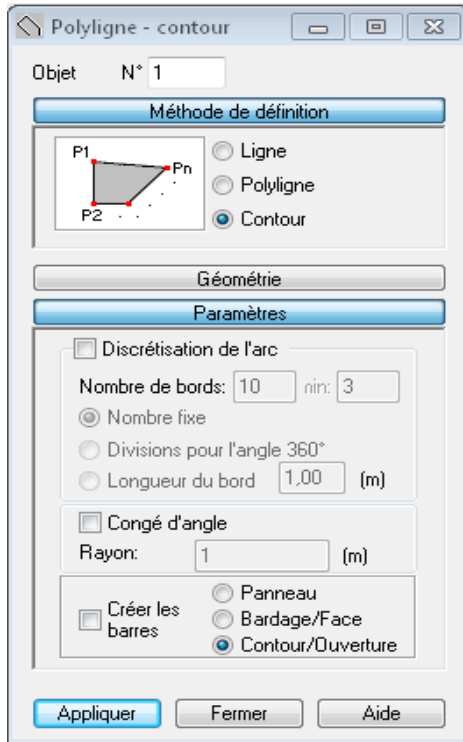 Polyligne - contour
Objet N° 1
Méthode de définition
P1
Pn
P2
Ligne
Polyligne
Contour
Géométrie
Paramètres
Discrétisation de l'arc
Nombre de bords: 10 min: 3
Nombre fixe
Divisions pour l'angle 360°
Longueur du bord 1,00 (m)
Congé d'angle
Rayon: 1 (m)
Créer les
barres
Panneau
Bardage/Face
Contour/Ouverture
Appliquer Fermer Aide